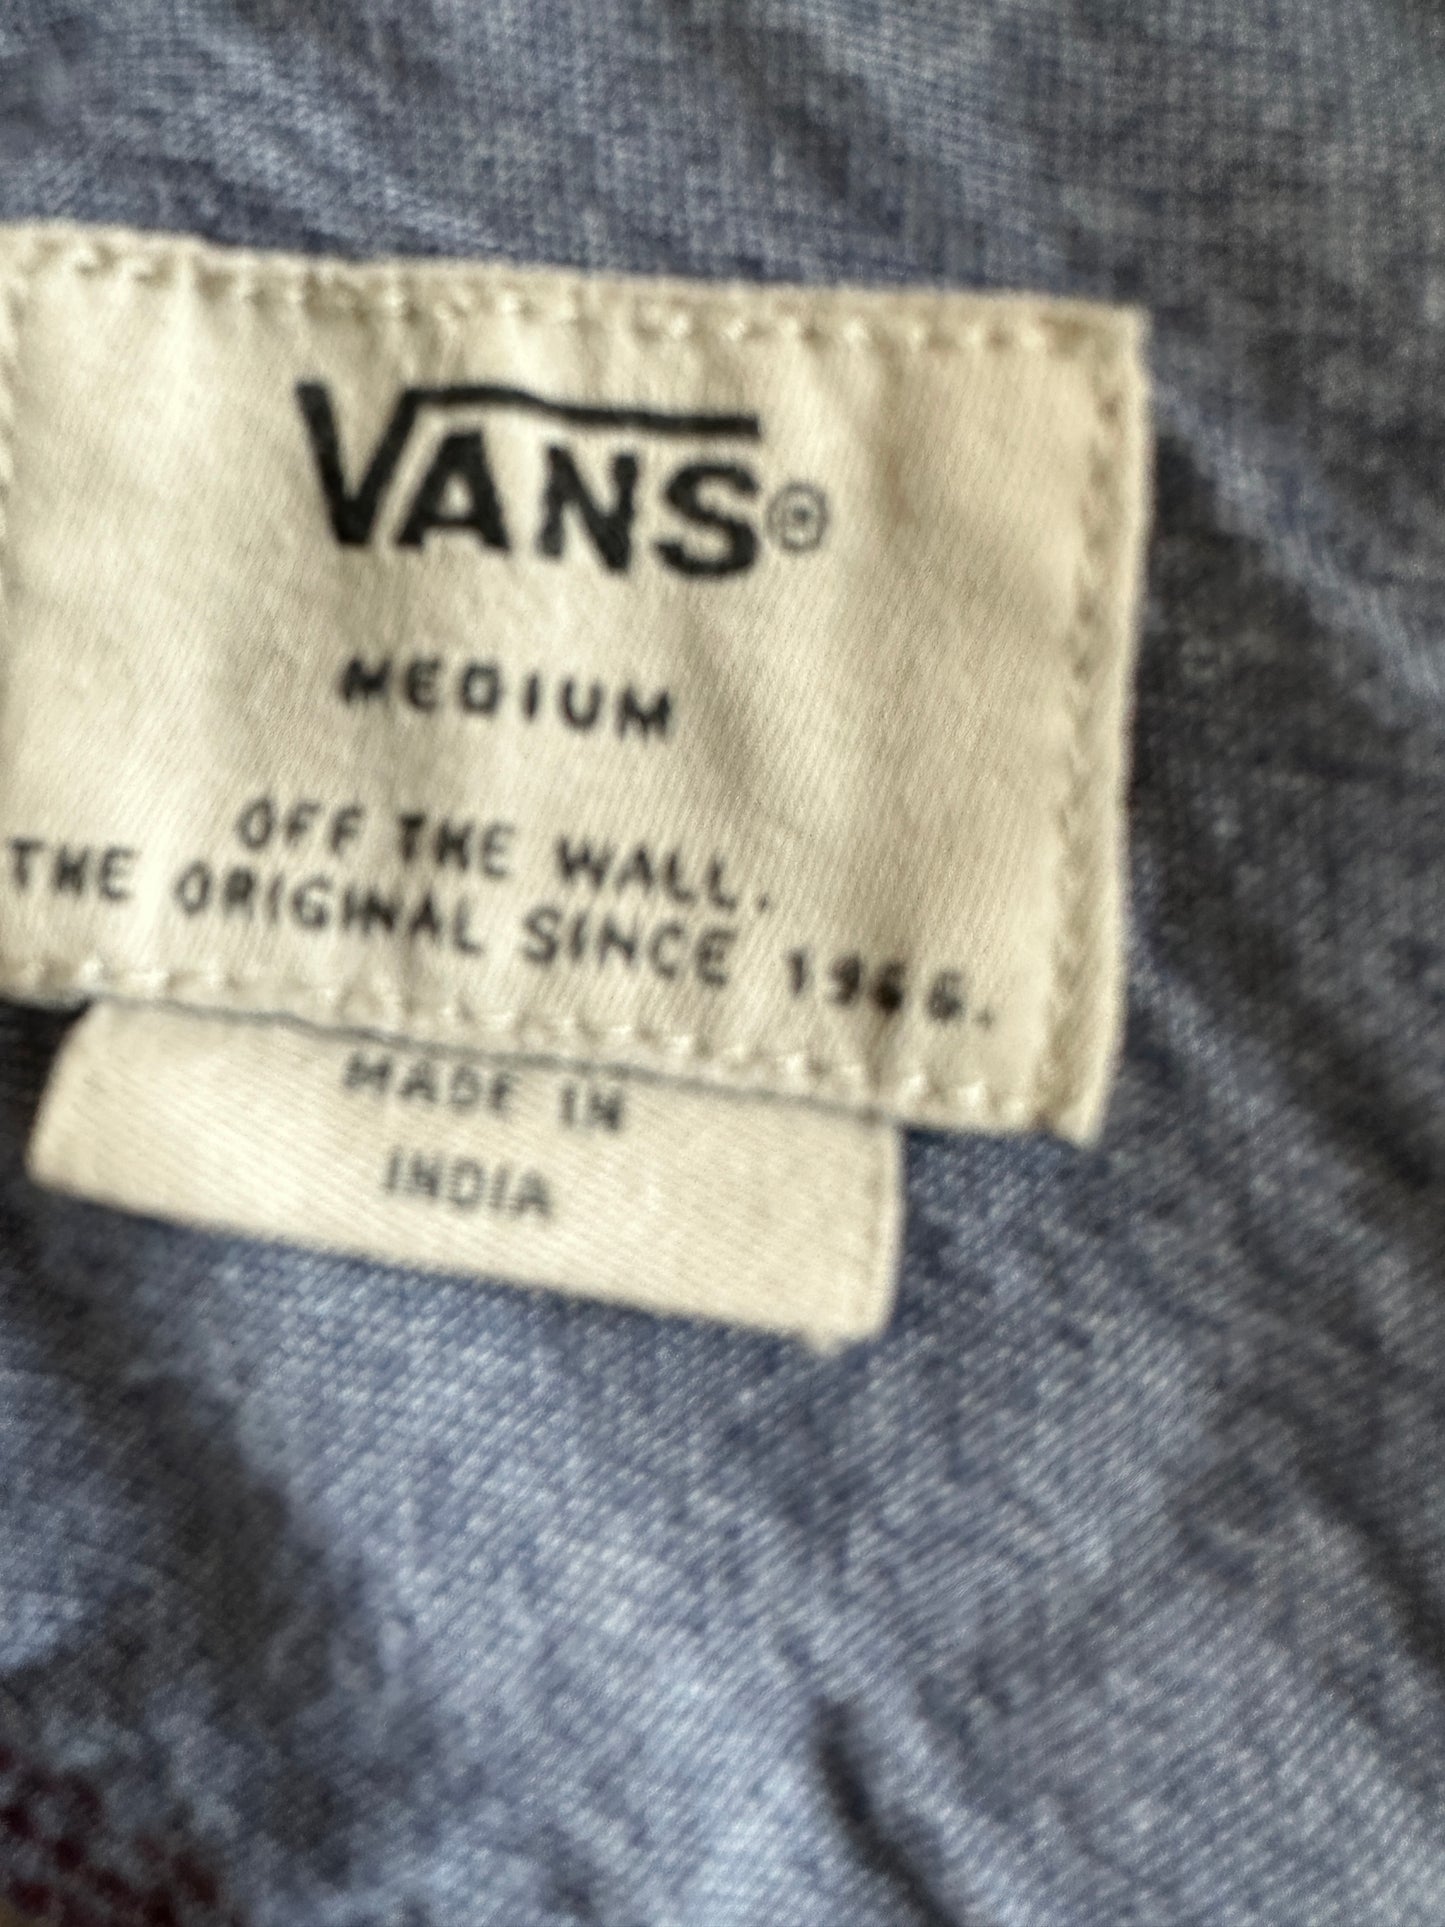 VANS®
MEDIUM
OFF THE WALL.
THE ORIGINAL SINCE 1966.
MADE IN
INDIA